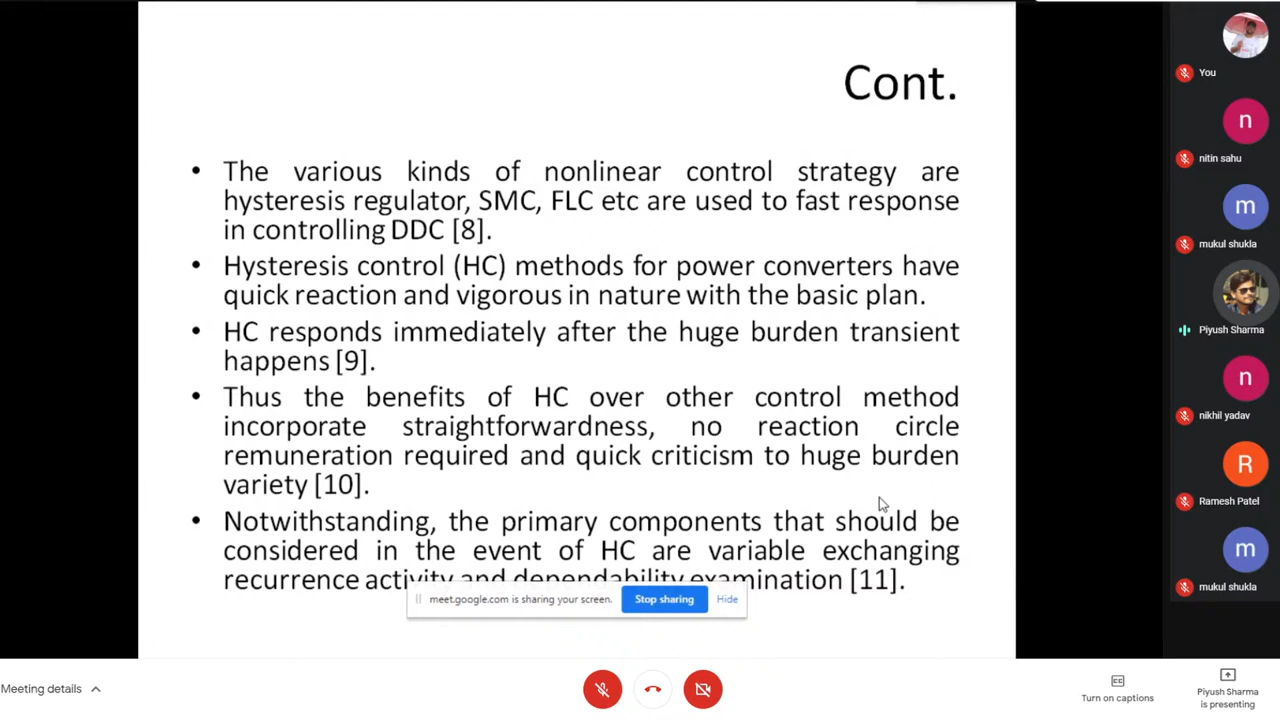 Cont.
• The various kinds of nonlinear control strategy are
hysteresis regulator, SMC, FLC etc are used to fast response
in controlling DDC [8].
• Hysteresis control (HC) methods for power converters have
quick reaction and vigorous in nature with the basic plan.
• HC responds immediately after the huge burden transient
happens [9].
• Thus the benefits of HC over other control method
incorporate straightforwardness, no reaction circle
remuneration required and quick criticism to huge burden
variety [10].
• Notwithstanding, the primary components that should be
considered in the event of HC are variable exchanging
recurrence activity and dependability examination [11].
meet.google.com is sharing your screen.
Stop sharing
Hide
You
n
nitin sahu
m
mukul shukla
Piyush Sharma
n
nikhil yadav
R
Ramesh Patel
m
mukul shukla
Meeting details
CC
Turn on captions
Piyush Sharma
is presenting